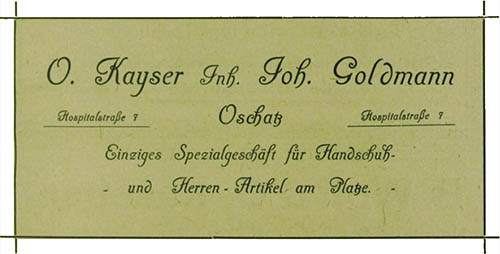 O. Kayser Inh. Joh. Goldmann
Hospitalstraße 7 Oschatz Hospitalstraße 7
Einziges Spezialgeschäft für Handschuh-
- und Herren-Artikel am Platze. -